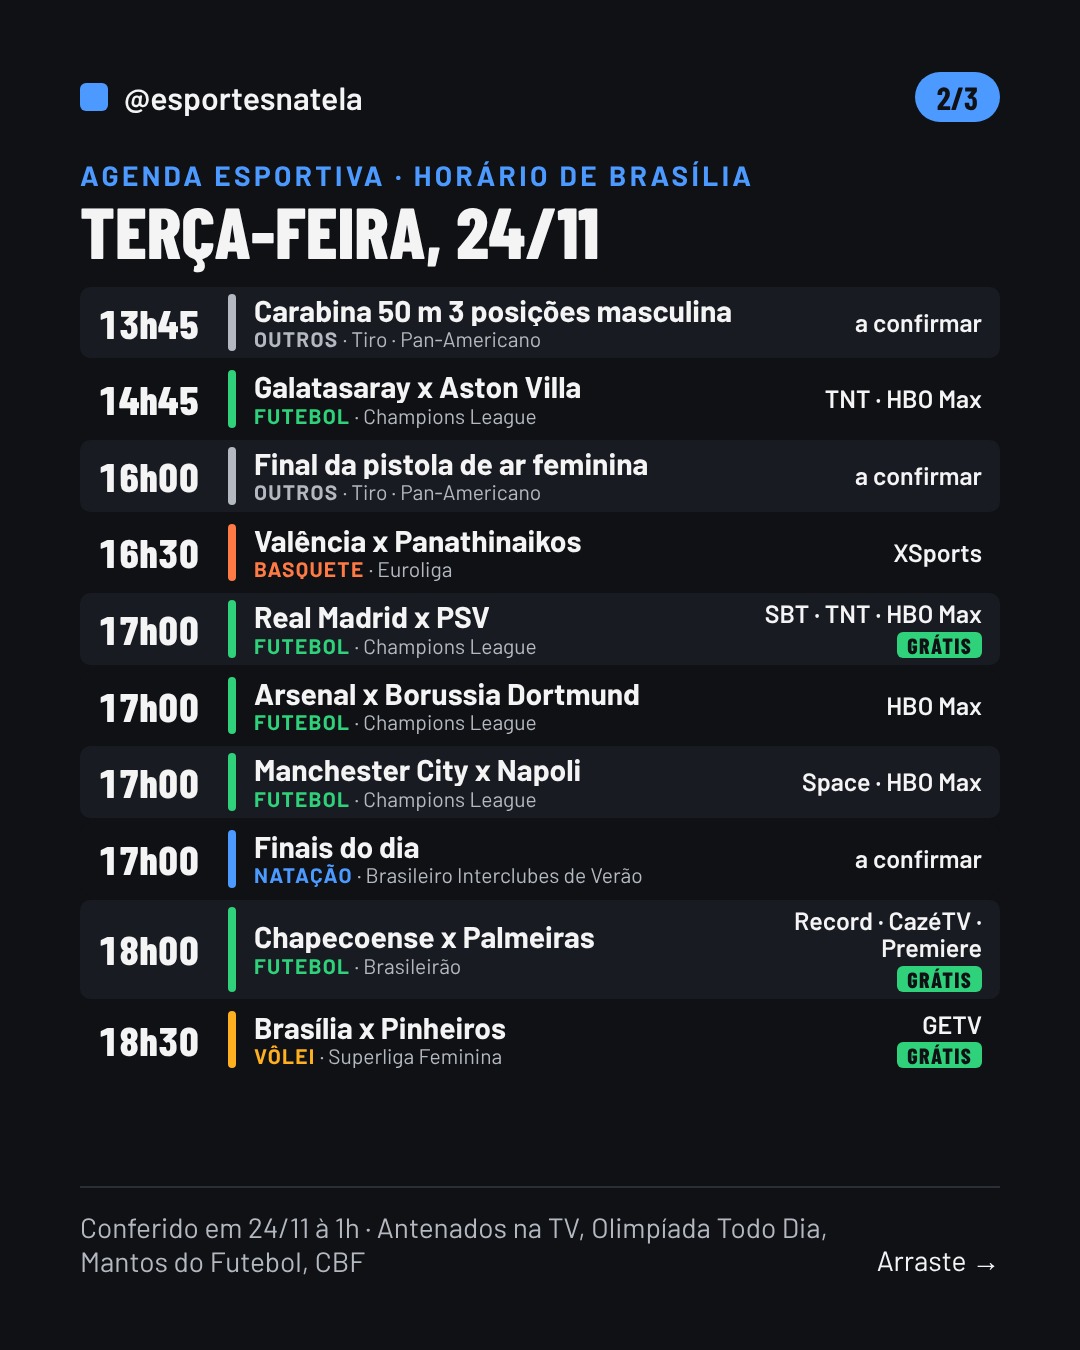 @esportesnatela
2/3
AGENDA ESPORTIVA · HORÁRIO DE BRASÍLIA
TERÇA-FEIRA, 24/11
13h45
Carabina 50 m 3 posições masculina
OUTROS · Tiro · Pan-Americano
a confirmar
14h45
Galatasaray x Aston Villa
FUTEBOL · Champions League
TNT · HBO Max
16h00
Final da pistola de ar feminina
OUTROS · Tiro · Pan-Americano
a confirmar
16h30
Valência x Panathinaikos
BASQUETE · Euroliga
XSports
17h00
Real Madrid x PSV
FUTEBOL · Champions League
SBT · TNT · HBO Max
GRÁTIS
17h00
Arsenal x Borussia Dortmund
FUTEBOL · Champions League
HBO Max
17h00
Manchester City x Napoli
FUTEBOL · Champions League
Space · HBO Max
17h00
Finais do dia
NATAÇÃO · Brasileiro Interclubes de Verão
a confirmar
18h00
Chapecoense x Palmeiras
FUTEBOL · Brasileirão
Record · CazéTV ·
Premiere
GRÁTIS
18h30
Brasília x Pinheiros
VÔLEI · Superliga Feminina
GETV
GRÁTIS
Conferido em 24/11 à 1h · Antenados na TV, Olimpíada Todo Dia,
Mantos do Futebol, CBF
Arraste →